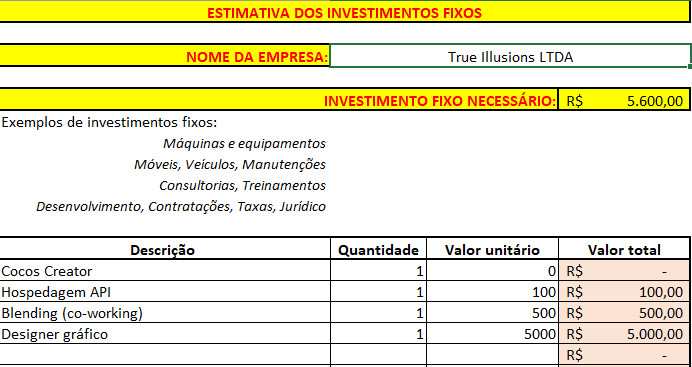 ESTIMATIVA DOS INVESTIMENTOS FIXOS
NOME DA EMPRESA: True Illusions LTDA
INVESTIMENTO FIXO NECESSÁRIO: R$ 5.600,00
Exemplos de investimentos fixos:
Máquinas e equipamentos
Móveis, Veículos, Manutenções
Consultorias, Treinamentos
Desenvolvimento, Contratações, Taxas, Jurídico
Descrição Quantidade Valor unitário Valor total
Cocos Creator 1 0 R$ -
Hospedagem API 1 100 R$ 100,00
Blending (co-working) 1 500 R$ 500,00
Designer gráfico 1 5000 R$ 5.000,00
R$ -